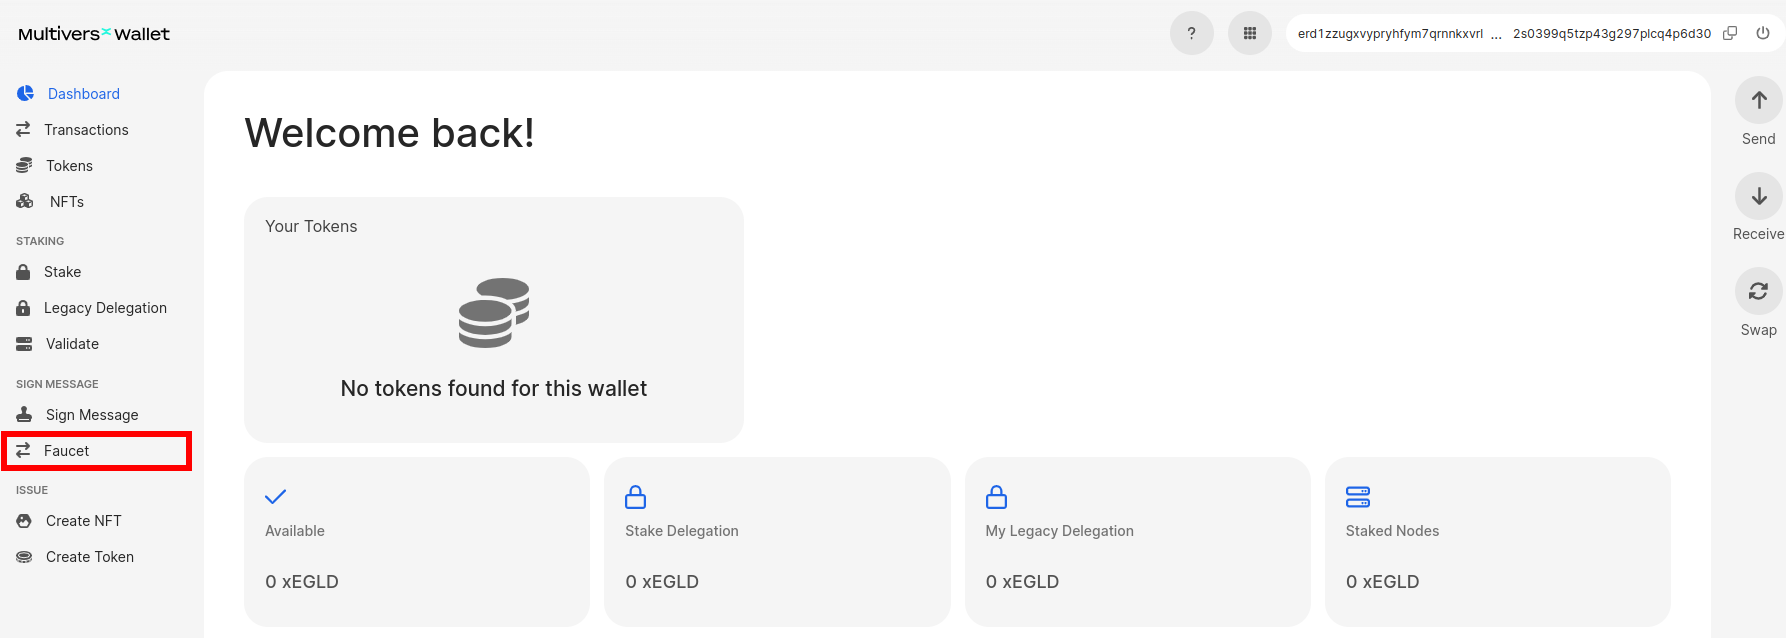 Multivers×Wallet
?
erd1zzugxvypryhfym7qrnnkxvrl ... 2s0399q5tzp43g297plcq4p6d30
Dashboard
Transactions
Tokens
NFTs
STAKING
Stake
Legacy Delegation
Validate
SIGN MESSAGE
Sign Message
Faucet
ISSUE
Create NFT
Create Token
Welcome back!
Your Tokens
No tokens found for this wallet
Available
0 xEGLD
Stake Delegation
0 xEGLD
My Legacy Delegation
0 xEGLD
Staked Nodes
0 xEGLD
Send
Receive
Swap